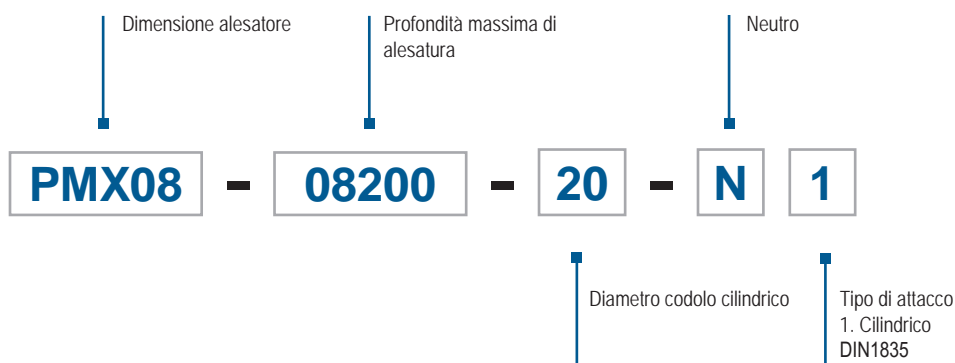 Dimensione alesatore
Profondità massima di
alesatura
Neutro
PMX08 - 08200 - 20 - N 1
Diametro codolo cilindrico
Tipo di attacco
1. Cilindrico
DIN1835